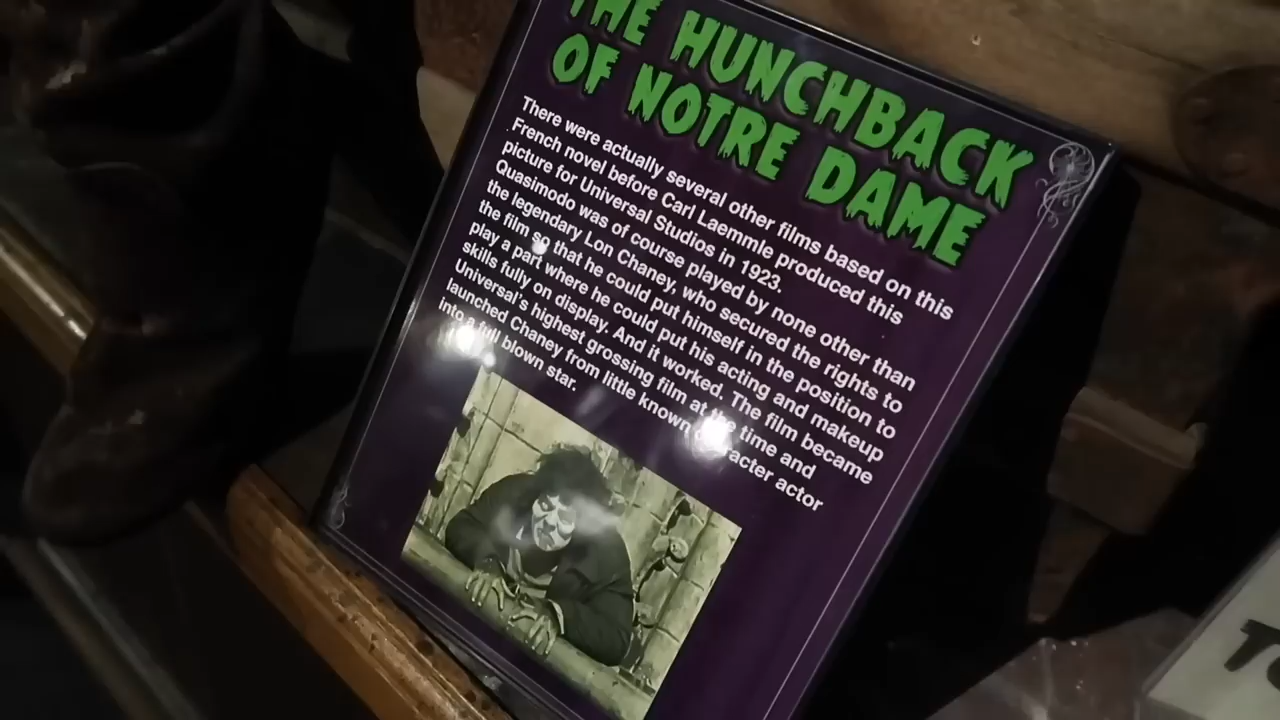 THE HUNCHBACK
OF NOTRE DAME
There were actually several other films based on this
French novel before Carl Laemmle produced this
picture for Universal Studios in 1923.
Quasimodo was of course played by none other than
the legendary Lon Chaney, who secured the rights to
the film so that he could put himself in the position to
play a part where he could put his acting and makeup
skills fully on display. And it worked. The film became
Universal's highest grossing film at the time and
launched Chaney from little known character actor
into a full blown star.